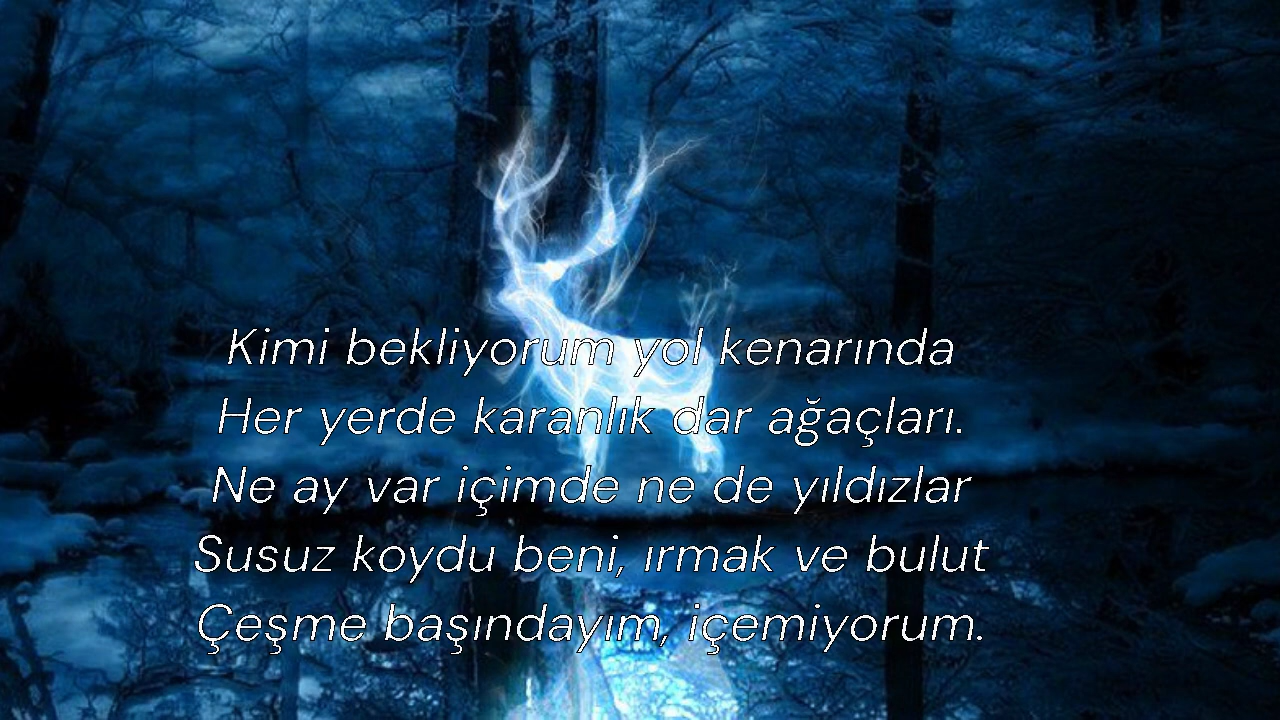 Kimi bekliyorum yol kenarında
Her yerde karanlık dar ağaçları.
Ne ay var içimde ne de yıldızlar
Susuz koydu beni, ırmak ve bulut
Çeşme başındayım, içemiyorum.